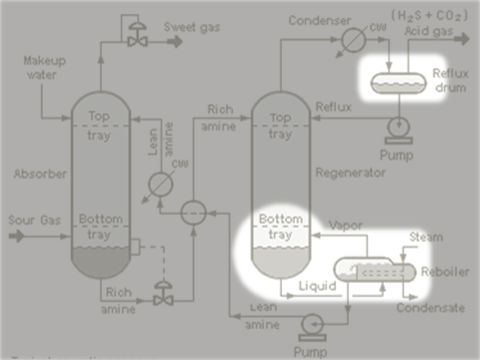 Sweet gas
Condenser
CW
(H₂S + CO₂)
Acid gas
Makeup
water
Reflux
drum
Top
tray
Lean
amine
Rich
amine
Top
tray
Reflux
Pump
CW
Absorber
Regenerator
Sour Gas
Bottom
tray
Bottom
tray
Vapor
Steam
Reboiler
Rich
amine
Liquid
Condensate
Lean
amine
Pump